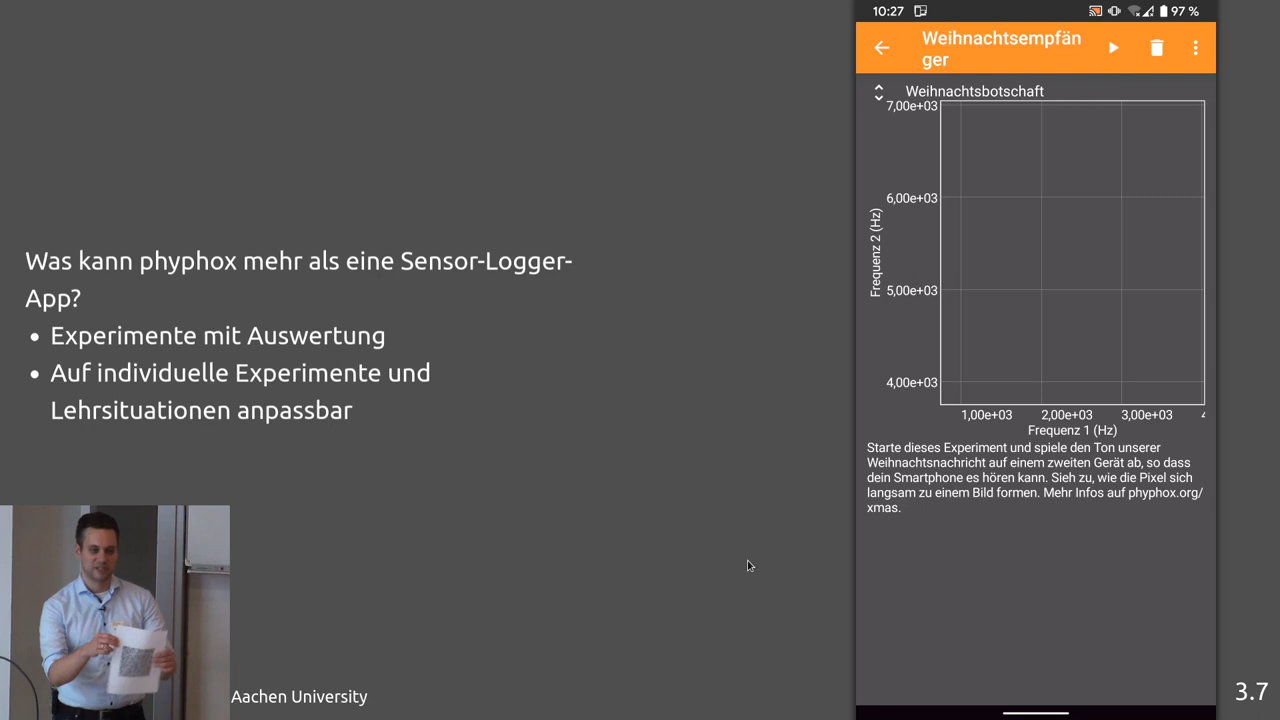 Was kann phyphox mehr als eine Sensor-Logger-
App?
• Experimente mit Auswertung
• Auf individuelle Experimente und
Lehrsituationen anpassbar
Aachen University
10:27
97 %
Weihnachtsempfän
ger
Weihnachtsbotschaft
7,00e+03
6,00e+03
5,00e+03
4,00e+03
Frequenz 2 (Hz)
1,00e+03 2,00e+03 3,00e+03
Frequenz 1 (Hz)
Starte dieses Experiment und spiele den Ton unserer
Weihnachtsnachricht auf einem zweiten Gerät ab, so dass
dein Smartphone es hören kann. Sieh zu, wie die Pixel sich
langsam zu einem Bild formen. Mehr Infos auf phyphox.org/
xmas.
3.7